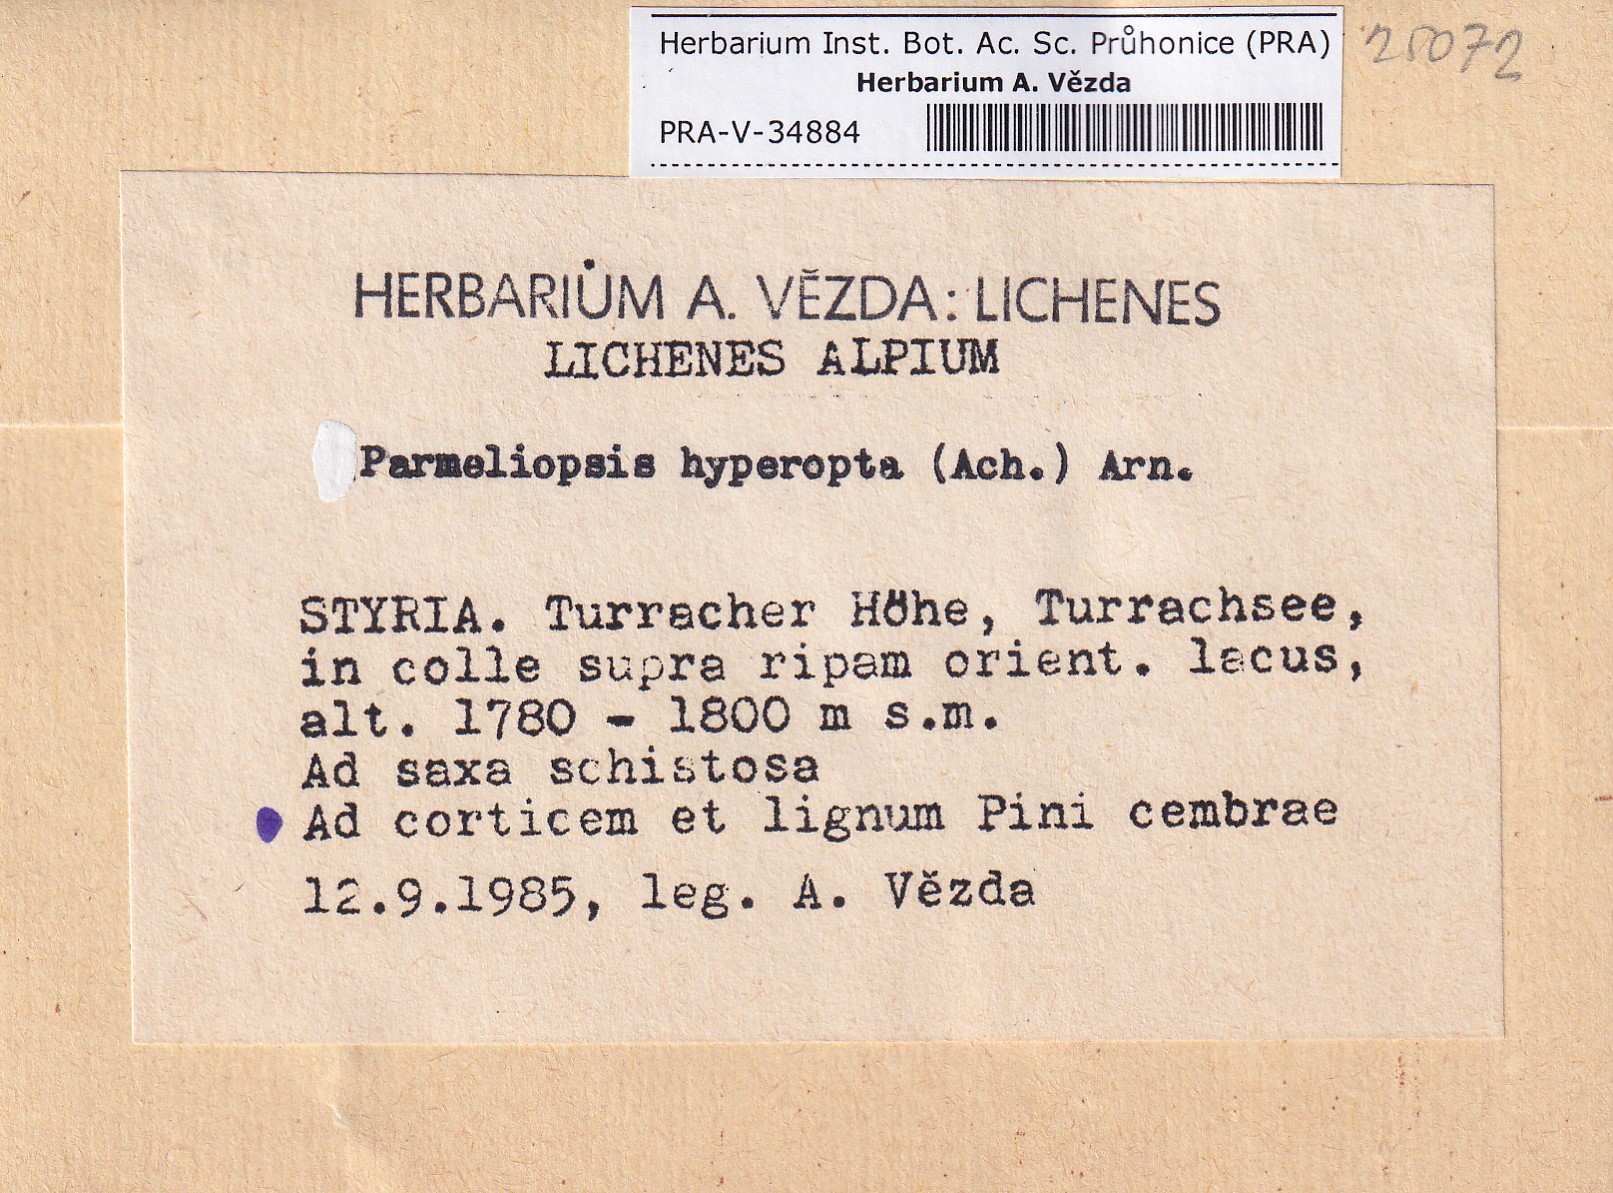 Herbarium Inst. Bot. Ac. Sc. Průhonice (PRA)
Herbarium A. Vězda
PRA-V-34884
25072
HERBARIUM A. VĚZDA: LICHENES
LICHENES ALPIUM
Parmeliopsis hyperopta (Ach.) Arn.
STYRIA. Turracher Höhe, Turrachsee,
in colle supra ripam orient. lacus,
alt. 1780 - 1800 m s.m.
Ad saxa schistosa
Ad corticem et lignum Pini cembrae
12.9.1985, leg. A. Vězda